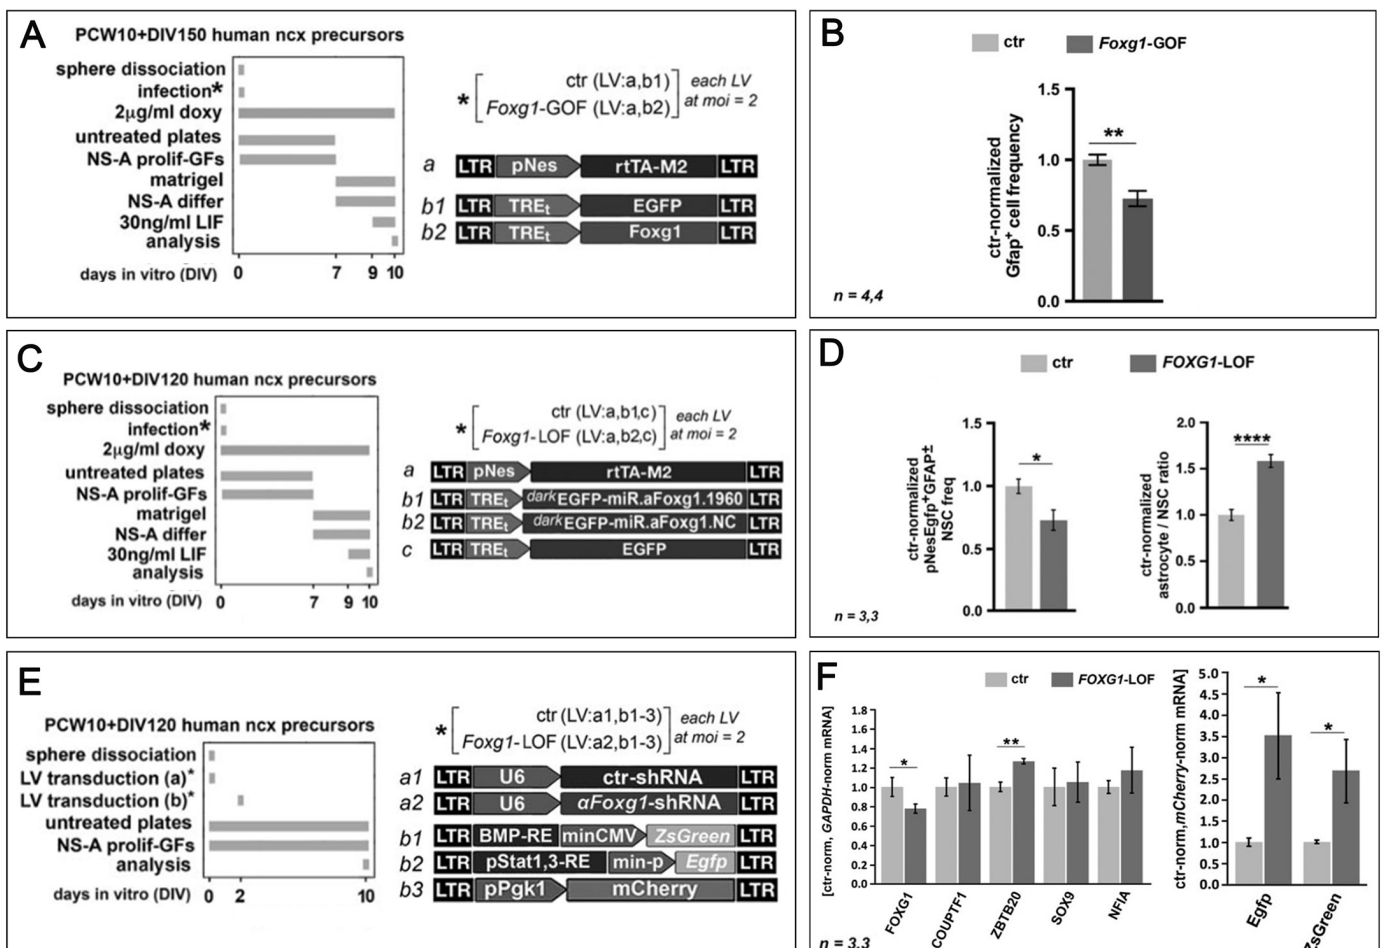 A
PCW10+DIV150 human ncx precursors
sphere dissociation
infection*
2µg/ml doxy
untreated plates
NS-A prolif-GFs
matrigel
NS-A differ
30ng/ml LIF
analysis
days in vitro (DIV)
0 7 9 10
* ctr (LV:a,b1)
Foxg1-GOF (LV:a,b2)
each LV
at moi = 2
a LTR pNes rtTA-M2 LTR
b1 LTR TREt EGFP LTR
b2 LTR TREt Foxg1 LTR
B
ctr Foxg1-GOF
ctr-normalized
Gfap+ cell frequency
1.5
1.0
0.5
0.0
**
n = 4,4
C
PCW10+DIV120 human ncx precursors
sphere dissociation
infection*
2µg/ml doxy
untreated plates
NS-A prolif-GFs
matrigel
NS-A differ
30ng/ml LIF
analysis
days in vitro (DIV)
0 7 9 10
* ctr (LV:a,b1,c)
Foxg1-LOF (LV:a,b2,c)
each LV
at moi = 2
a LTR pNes rtTA-M2 LTR
b1 LTR TREt darkEGFP-miR.aFoxg1.1960 LTR
b2 LTR TREt darkEGFP-miR.aFoxg1.NC LTR
c LTR TREt EGFP LTR
D
ctr FOXG1-LOF
ctr-normalized
pNesEgfp+GFAP±
NSC freq
1.5
1.0
0.5
0.0
*
ctr-normalized
astrocyte / NSC ratio
2.0
1.5
1.0
0.5
0.0
****
n = 3,3
E
PCW10+DIV120 human ncx precursors
sphere dissociation
LV transduction (a)*
LV transduction (b)*
untreated plates
NS-A prolif-GFs
analysis
days in vitro (DIV)
0 2 10
* ctr (LV:a1,b1-3)
Foxg1-LOF (LV:a2,b1-3)
each LV
at moi = 2
a1 LTR U6 ctr-shRNA LTR
a2 LTR U6 αFoxg1-shRNA LTR
b1 LTR BMP-RE minCMV ZsGreen LTR
b2 LTR pStat1,3-RE min-p Egfp LTR
b3 LTR pPgk1 mCherry LTR
F
ctr FOXG1-LOF
[ctr-norm, GAPDH-norm mRNA]
1.8
1.6
1.4
1.2
1.0
0.8
0.6
0.4
0.2
0.0
*
**
FOXG1
COUPTF1
ZBTB20
SOX9
NFIA
ctr-norm,mCherry-norm mRNA]
5.0
4.5
4.0
3.5
3.0
2.5
2.0
1.5
1.0
0.5
0.0
*
*
Egfp
ZsGreen
n = 3,3